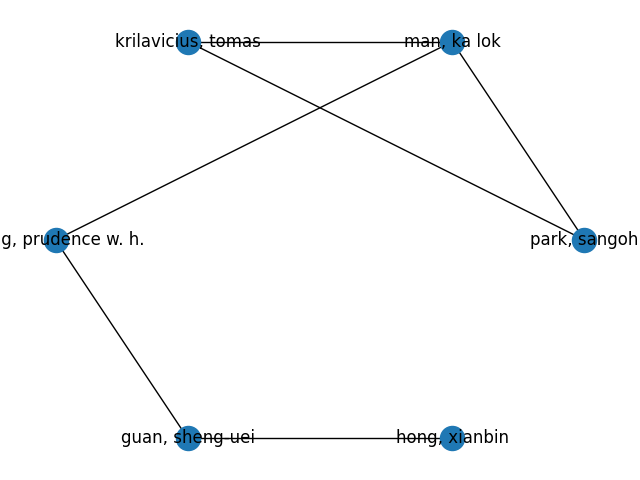 krilavicius, tomas
man, ka lok
g, prudence w. h.
park, sangoh
guan, sheng-uei
hong, xianbin